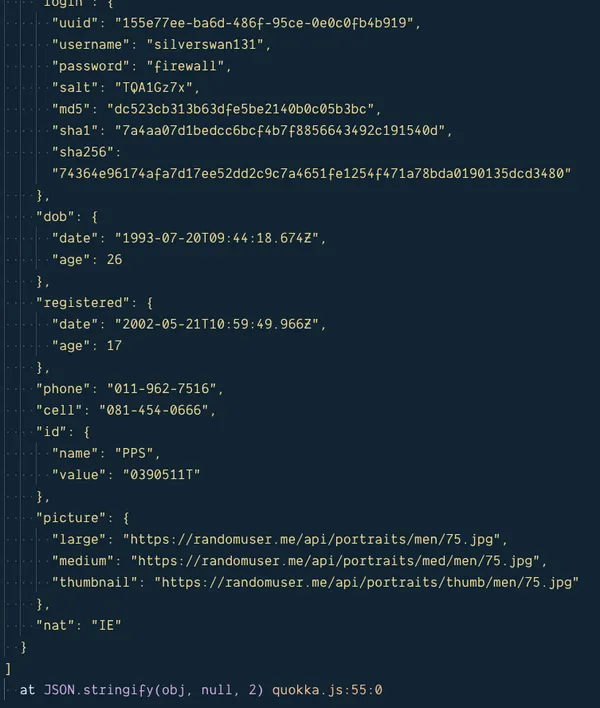 "login": {
"uuid": "155e77ee-ba6d-486f-95ce-0e0c0fb4b919",
"username": "silverswan131",
"password": "firewall",
"salt": "TQA1Gz7x",
"md5": "dc523cb313b63dfe5be2140b0c05b3bc",
"sha1": "7a4aa07d1bedcc6bcf4b7f8856643492c191540d",
"sha256":
"74364e96174afa7d17ee52dd2c9c7a4651fe1254f471a78bda0190135dcd3480"
},
"dob": {
"date": "1993-07-20T09:44:18.674Z",
"age": 26
},
"registered": {
"date": "2002-05-21T10:59:49.966Z",
"age": 17
},
"phone": "011-962-7516",
"cell": "081-454-0666",
"id": {
"name": "PPS",
"value": "0390511T"
},
"picture": {
"large": "https://randomuser.me/api/portraits/men/75.jpg",
"medium": "https://randomuser.me/api/portraits/med/men/75.jpg",
"thumbnail": "https://randomuser.me/api/portraits/thumb/men/75.jpg"
},
"nat": "IE"
}
]
at JSON.stringify(obj, null, 2) quokka.js:55:0